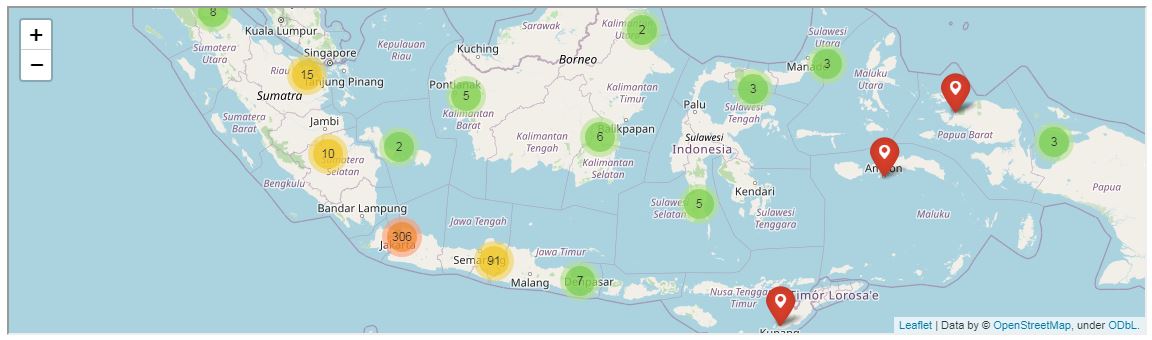 +
−
8
Kuala Lumpur
Singapore
Sumatera
Utara
Riau
15
Tanjung Pinang
Sumatra
Kepulauan
Riau
Kuching
Sarawak
Borneo
2
Pontianak
5
Kalimantan
Barat
Kalimantan
Timur
Kalimantan
Tengah
6
Balikpapan
Kalimantan
Selatan
Sulawesi
Utara
3
Manado
3
Sulawesi
Tengah
Palu
Sulawesi
Indonesia
Maluku
Utara
Papua Barat
3
Papua
Ambon
Sumatera
Barat
Jambi
10
Sumatera
Selatan
2
Bengkulu
Bandar Lampung
Kendari
5
Sulawesi
Selatan
Sulawesi
Tenggara
Maluku
306
Jakarta
Jawa Tengah
Semarang
91
Jawa Timur
Malang
7
Denpasar
Nusa Tenggara
Timur
Timór Lorosa'e
Kupang
Leaflet | Data by © OpenStreetMap, under ODbL.